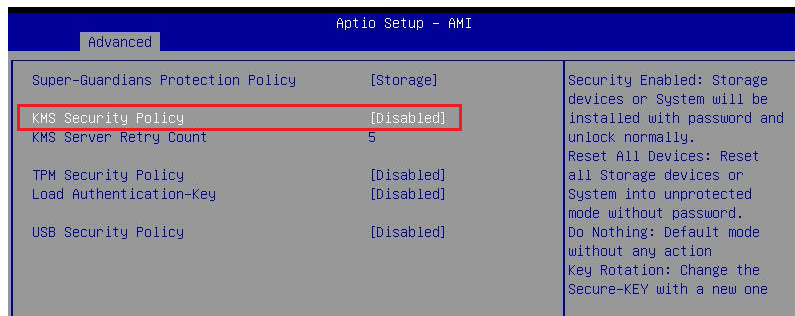 Aptio Setup – AMI
Advanced
Super-Guardians Protection Policy [Storage]
KMS Security Policy [Disabled]
KMS Server Retry Count 5
TPM Security Policy [Disabled]
Load Authentication-Key [Disabled]
USB Security Policy [Disabled]
Security Enabled: Storage
devices or System will be
installed with password and
unlock normally.
Reset All Devices: Reset
all Storage devices or
System into unprotected
mode without password.
Do Nothing: Default mode
without any action
Key Rotation: Change the
Secure-KEY with a new one